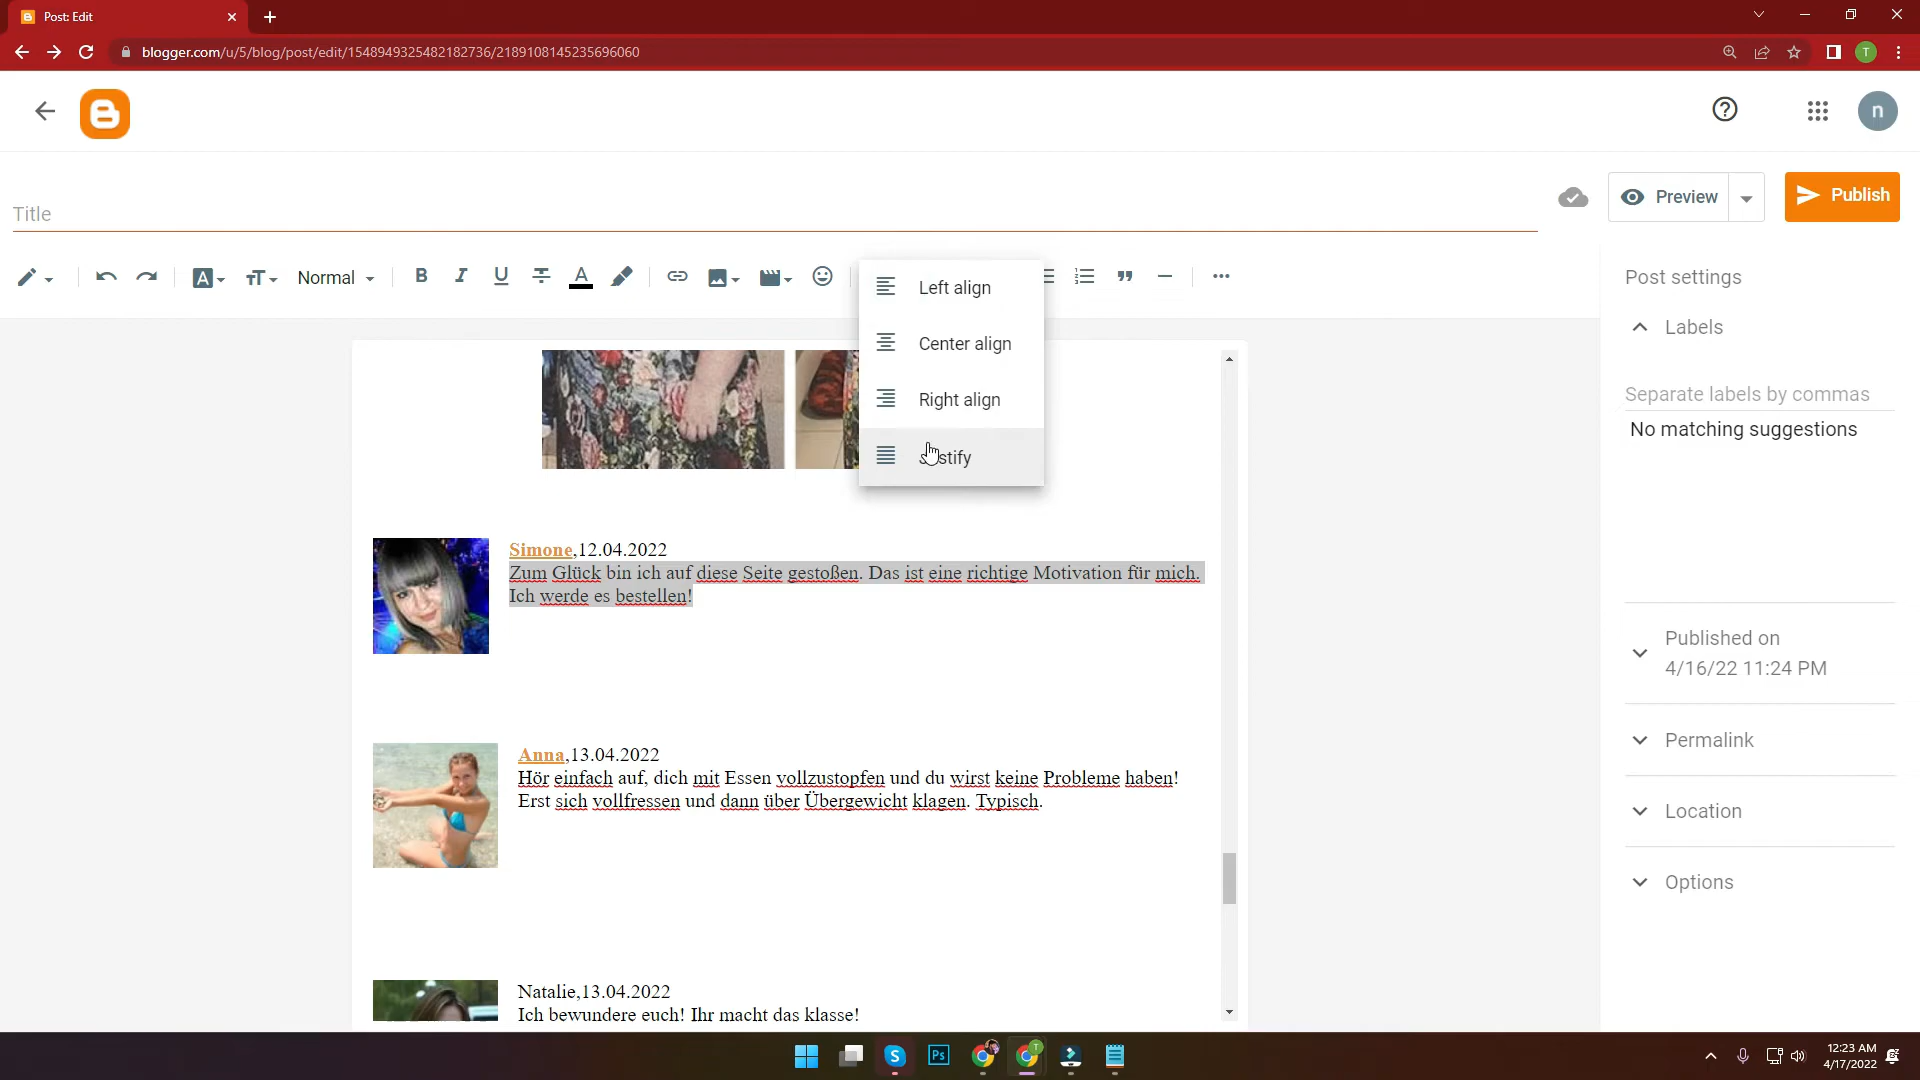 Post: Edit
blogger.com/u/5/blog/post/edit/1548949325482182736/2189108145235696060
T
n
Title
Preview
Publish
Normal
Left align
Center align
Right align
Post settings
Labels
Separate labels by commas
No matching suggestions
Simone,12.04.2022
Zum Glück bin ich auf diese Seite gestoßen. Das ist eine richtige Motivation für mich.
Ich werde es bestellen!
Published on
4/16/22 11:24 PM
Anna,13.04.2022
Hör einfach auf, dich mit Essen vollzustopfen und du wirst keine Probleme haben!
Erst sich vollfressen und dann über Übergewicht klagen. Typisch.
Permalink
Location
Options
Natalie,13.04.2022
Ich bewundere euch! Ihr macht das klasse!
Ps
12:23 AM
4/17/2022